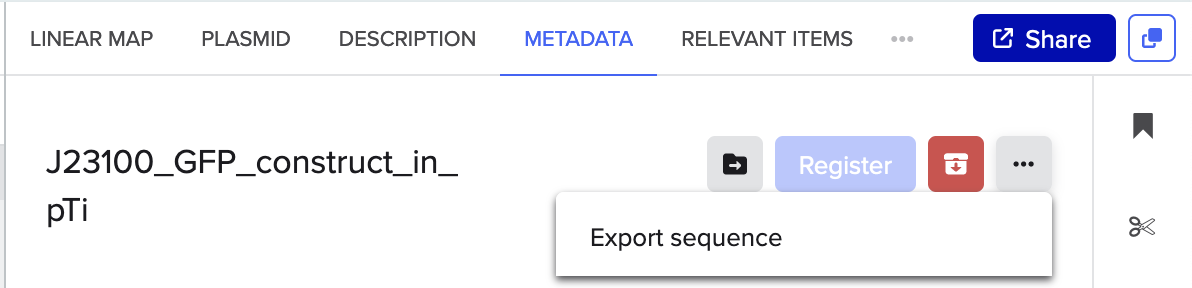 LINEAR MAP PLASMID DESCRIPTION METADATA RELEVANT ITEMS ••• Share
J23100_GFP_construct_in_
pTi
Register •••
Export sequence